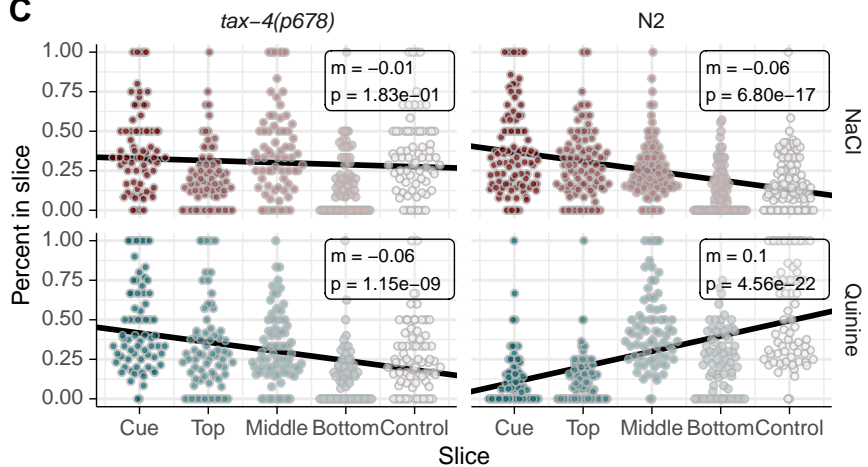 C
tax−4(p678)
N2
1.00
0.75
0.50
0.25
0.00
m = −0.01
p = 1.83e−01
m = −0.06
p = 6.80e−17
NaCl
Percent in slice
1.00
0.75
0.50
0.25
0.00
m = −0.06
p = 1.15e−09
m = 0.1
p = 4.56e−22
Quinine
Cue Top Middle Bottom Control
Cue Top Middle Bottom Control
Slice